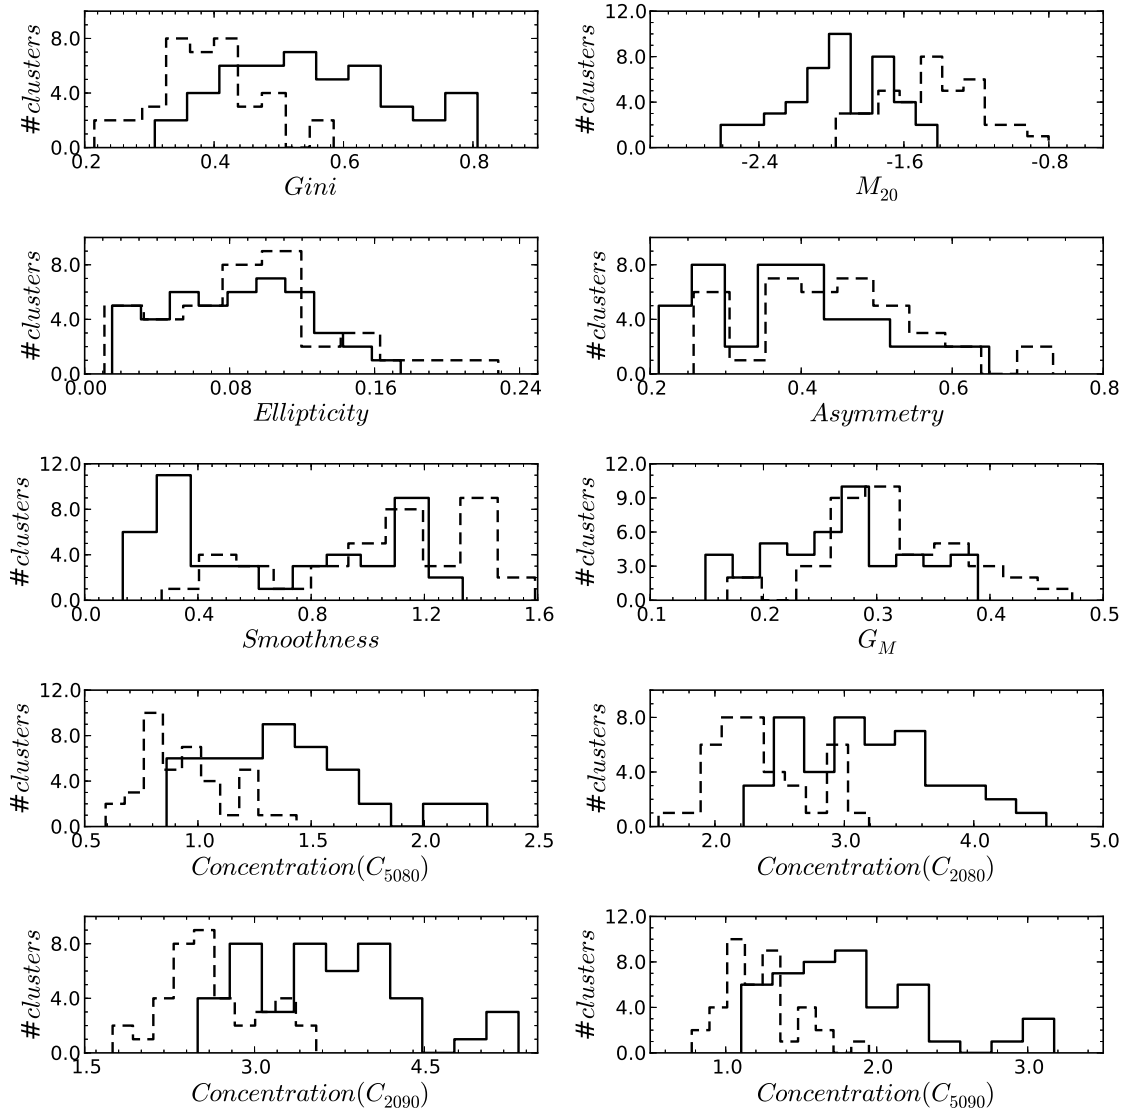 8.0 4.0 0.0
#clusters
0.2 0.4 0.6 0.8
Gini
12.0 8.0 4.0 0.0
#clusters
-2.4 -1.6 -0.8
M20
8.0 4.0 0.0
#clusters
0.00 0.08 0.16 0.24
Ellipticity
8.0 4.0 0.0
#clusters
0.2 0.4 0.6 0.8
Asymmetry
12.0 8.0 4.0 0.0
#clusters
0.0 0.4 0.8 1.2 1.6
Smoothness
12.0 9.0 6.0 3.0 0.0
#clusters
0.1 0.2 0.3 0.4 0.5
GM
12.0 8.0 4.0 0.0
#clusters
0.5 1.0 1.5 2.0 2.5
Concentration(C5080)
8.0 4.0 0.0
#clusters
2.0 3.0 4.0 5.0
Concentration(C2080)
8.0 4.0 0.0
#clusters
1.5 3.0 4.5
Concentration(C2090)
12.0 8.0 4.0 0.0
#clusters
1.0 2.0 3.0
Concentration(C5090)